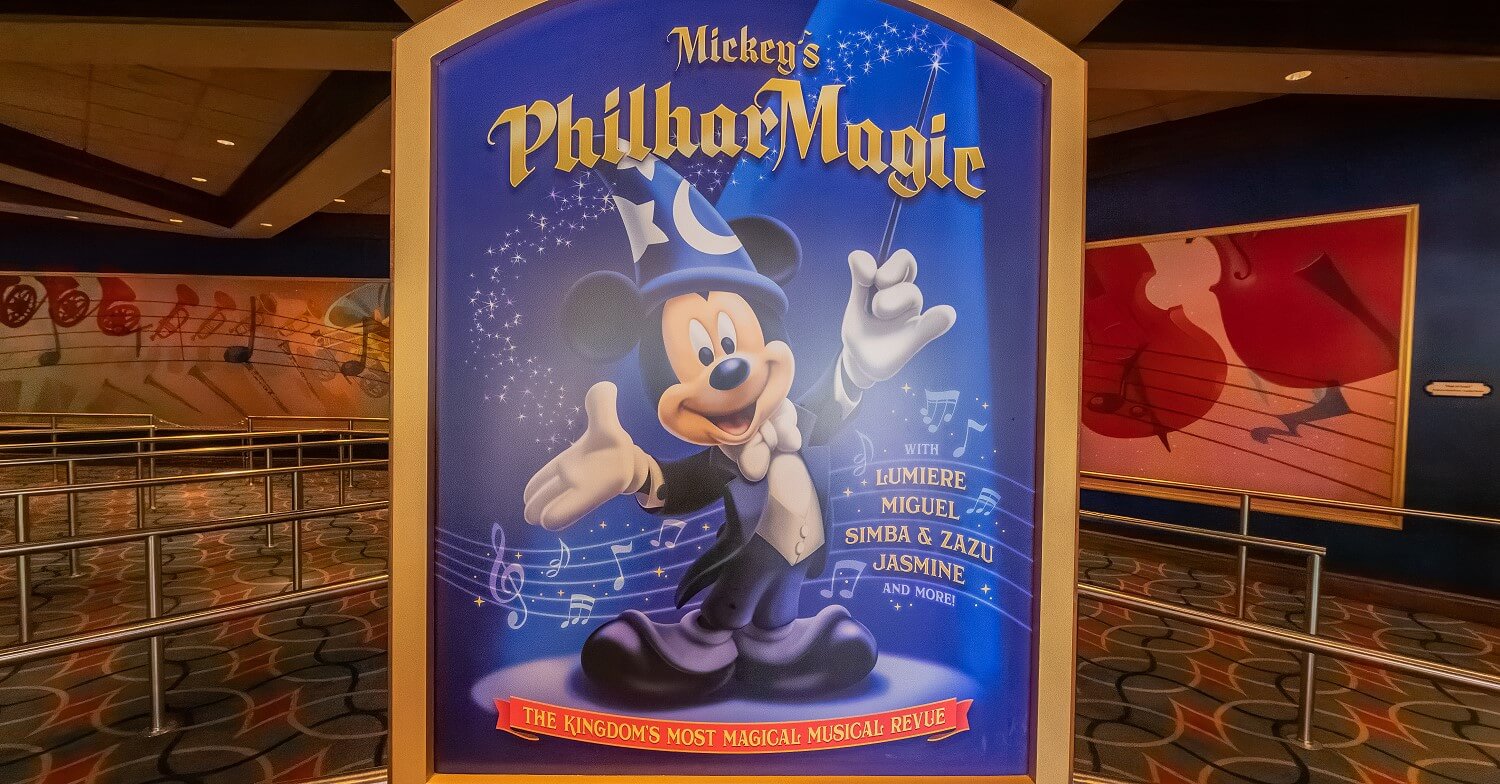 Mickey's
PhilharMagic
WITH
LUMIERE
MIGUEL
SIMBA & ZAZU
JASMINE
AND MORE!
THE KINGDOM'S MOST MAGICAL MUSICAL REVUE